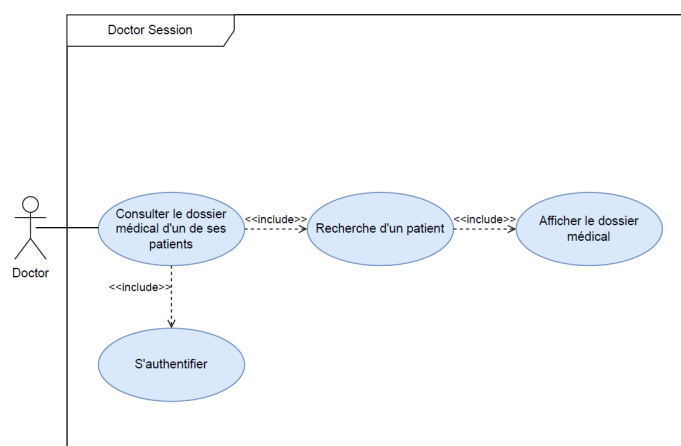 Doctor Session
Consulter le dossier
médical d'un de ses
patients
<<include>>
Recherche d'un patient
<<include>>
Afficher le dossier
médical
Doctor
<<include>>
S'authentifier